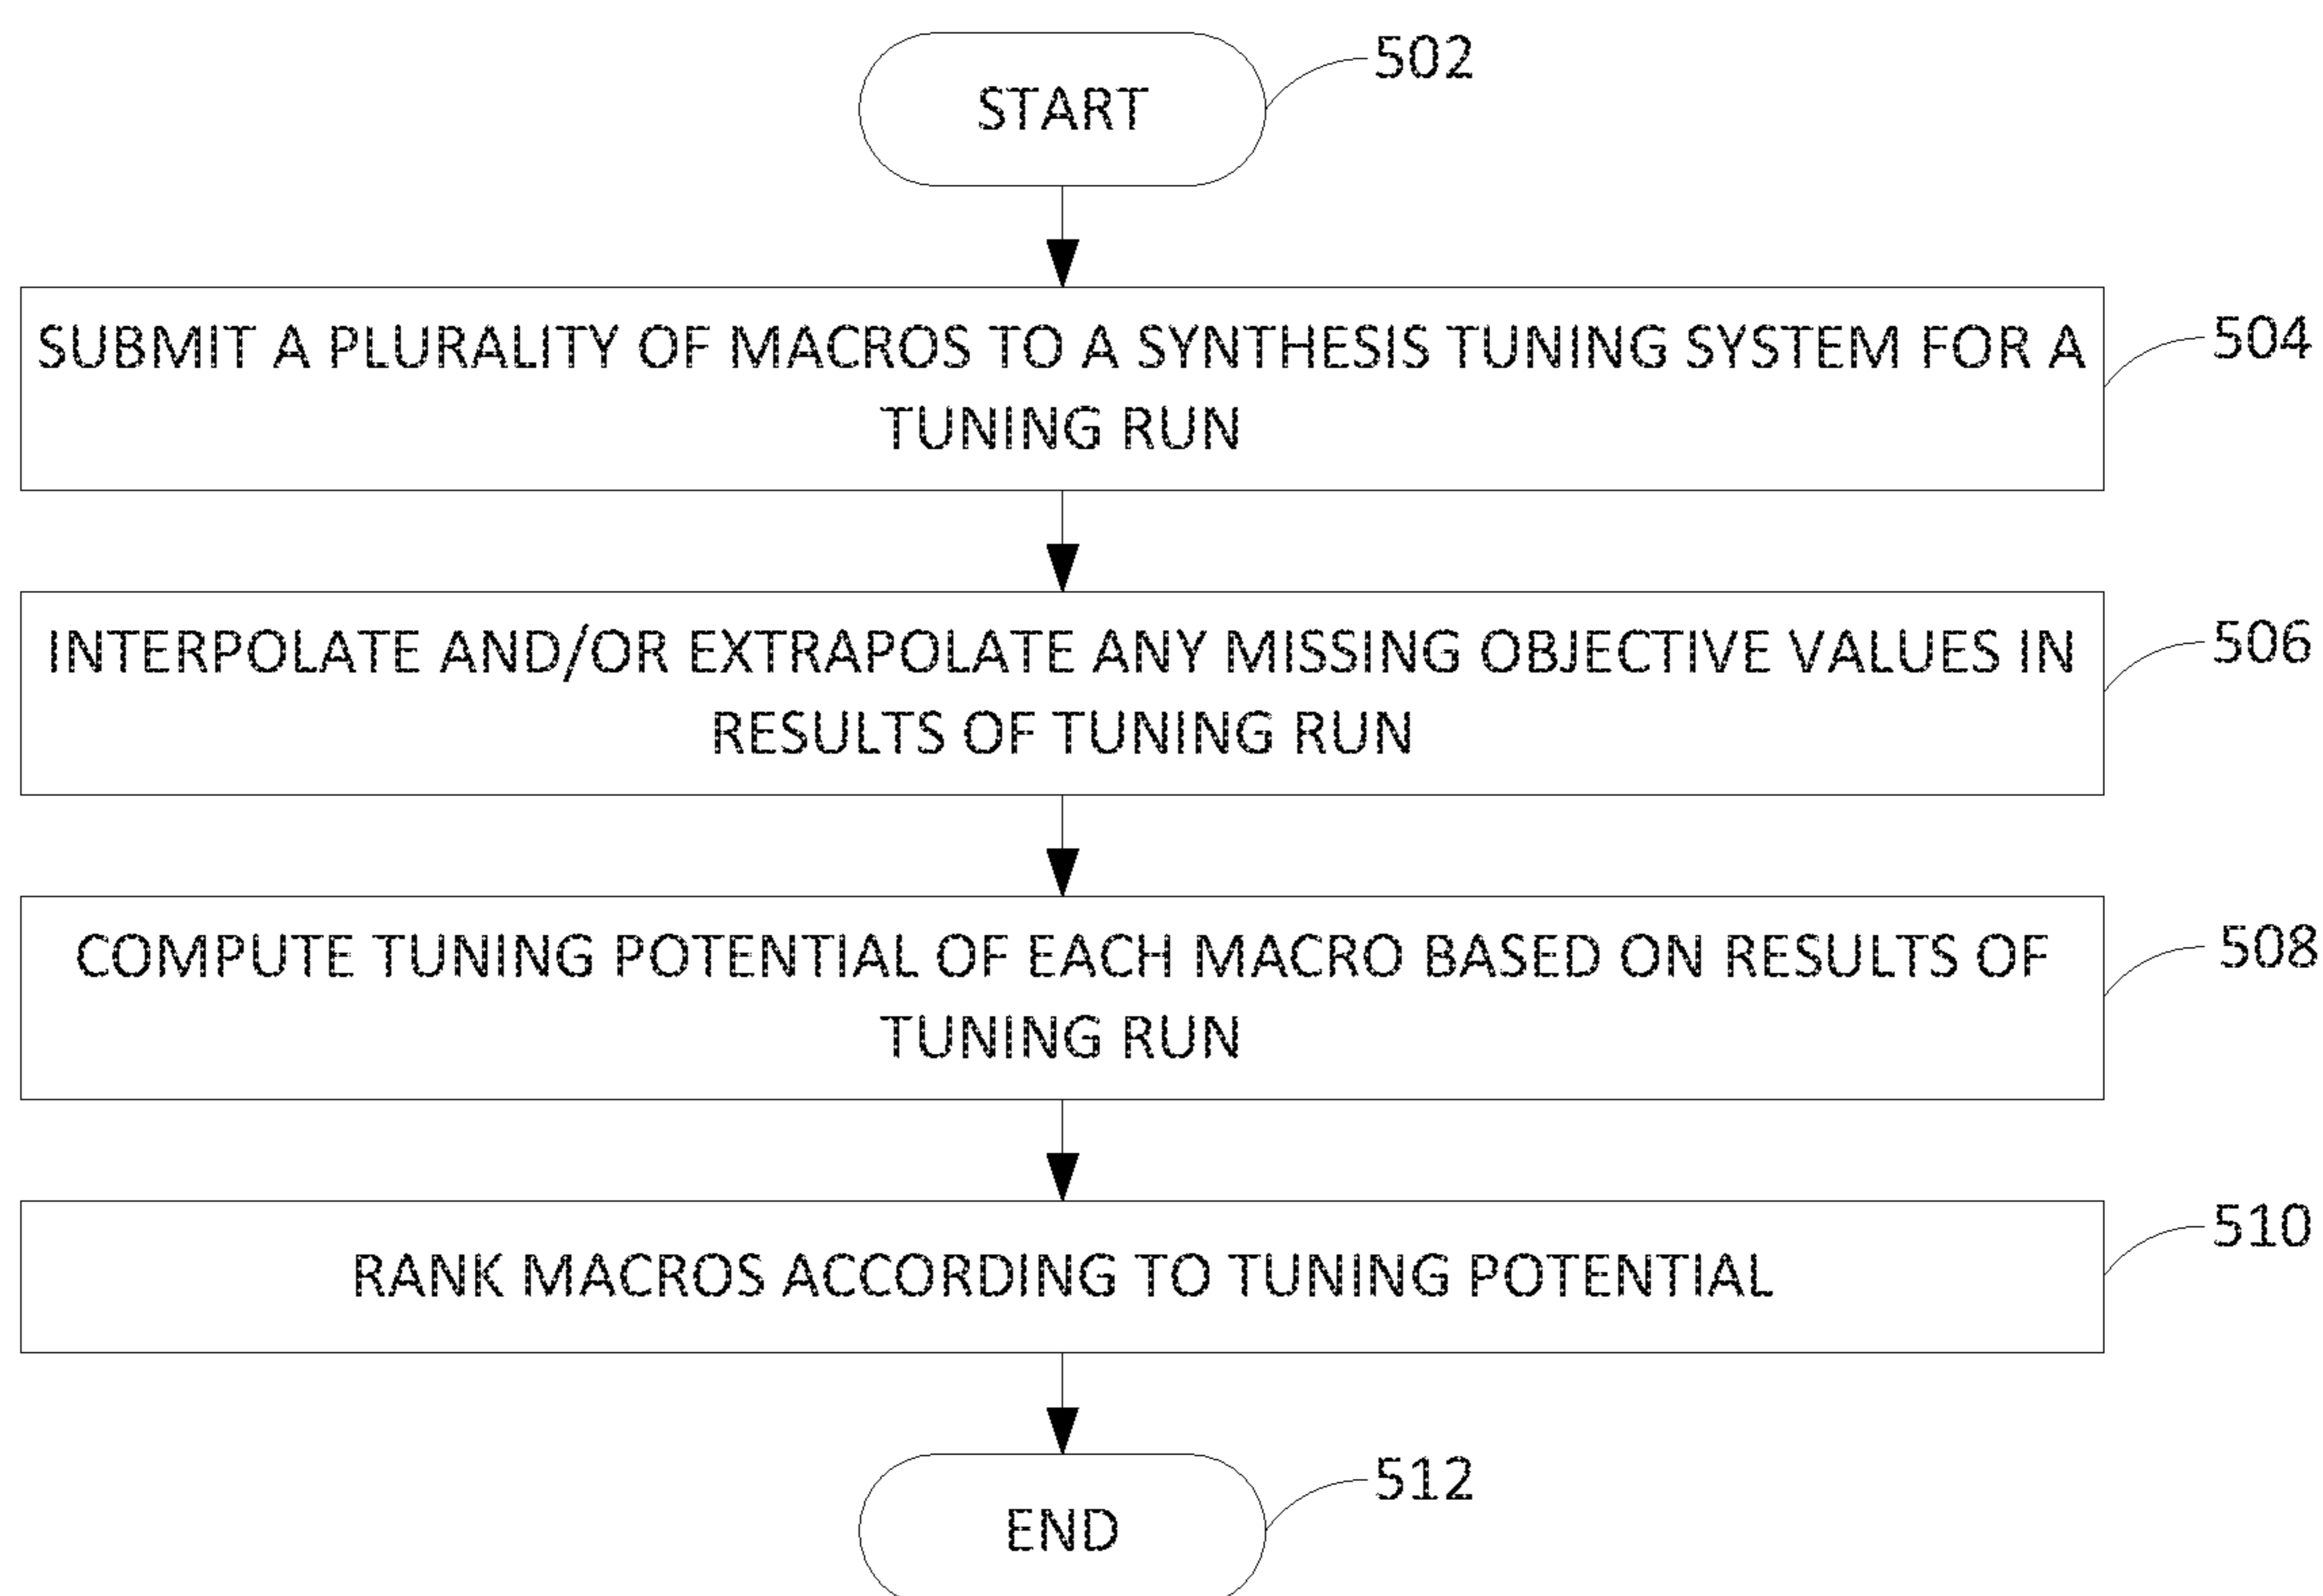 START
502
SUBMIT A PLURALITY OF MACROS TO A SYNTHESIS TUNING SYSTEM FOR A
TUNING RUN
504
INTERPOLATE AND/OR EXTRAPOLATE ANY MISSING OBJECTIVE VALUES IN
RESULTS OF TUNING RUN
506
COMPUTE TUNING POTENTIAL OF EACH MACRO BASED ON RESULTS OF
TUNING RUN
508
RANK MACROS ACCORDING TO TUNING POTENTIAL
510
END
512